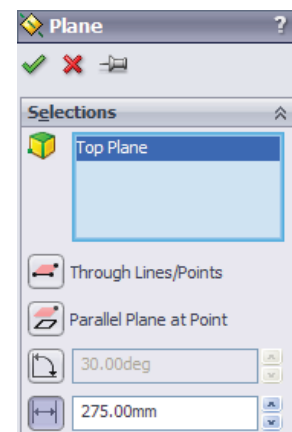 Plane ?
Selections
Top Plane
Through Lines/Points
Parallel Plane at Point
30.00deg
275.00mm